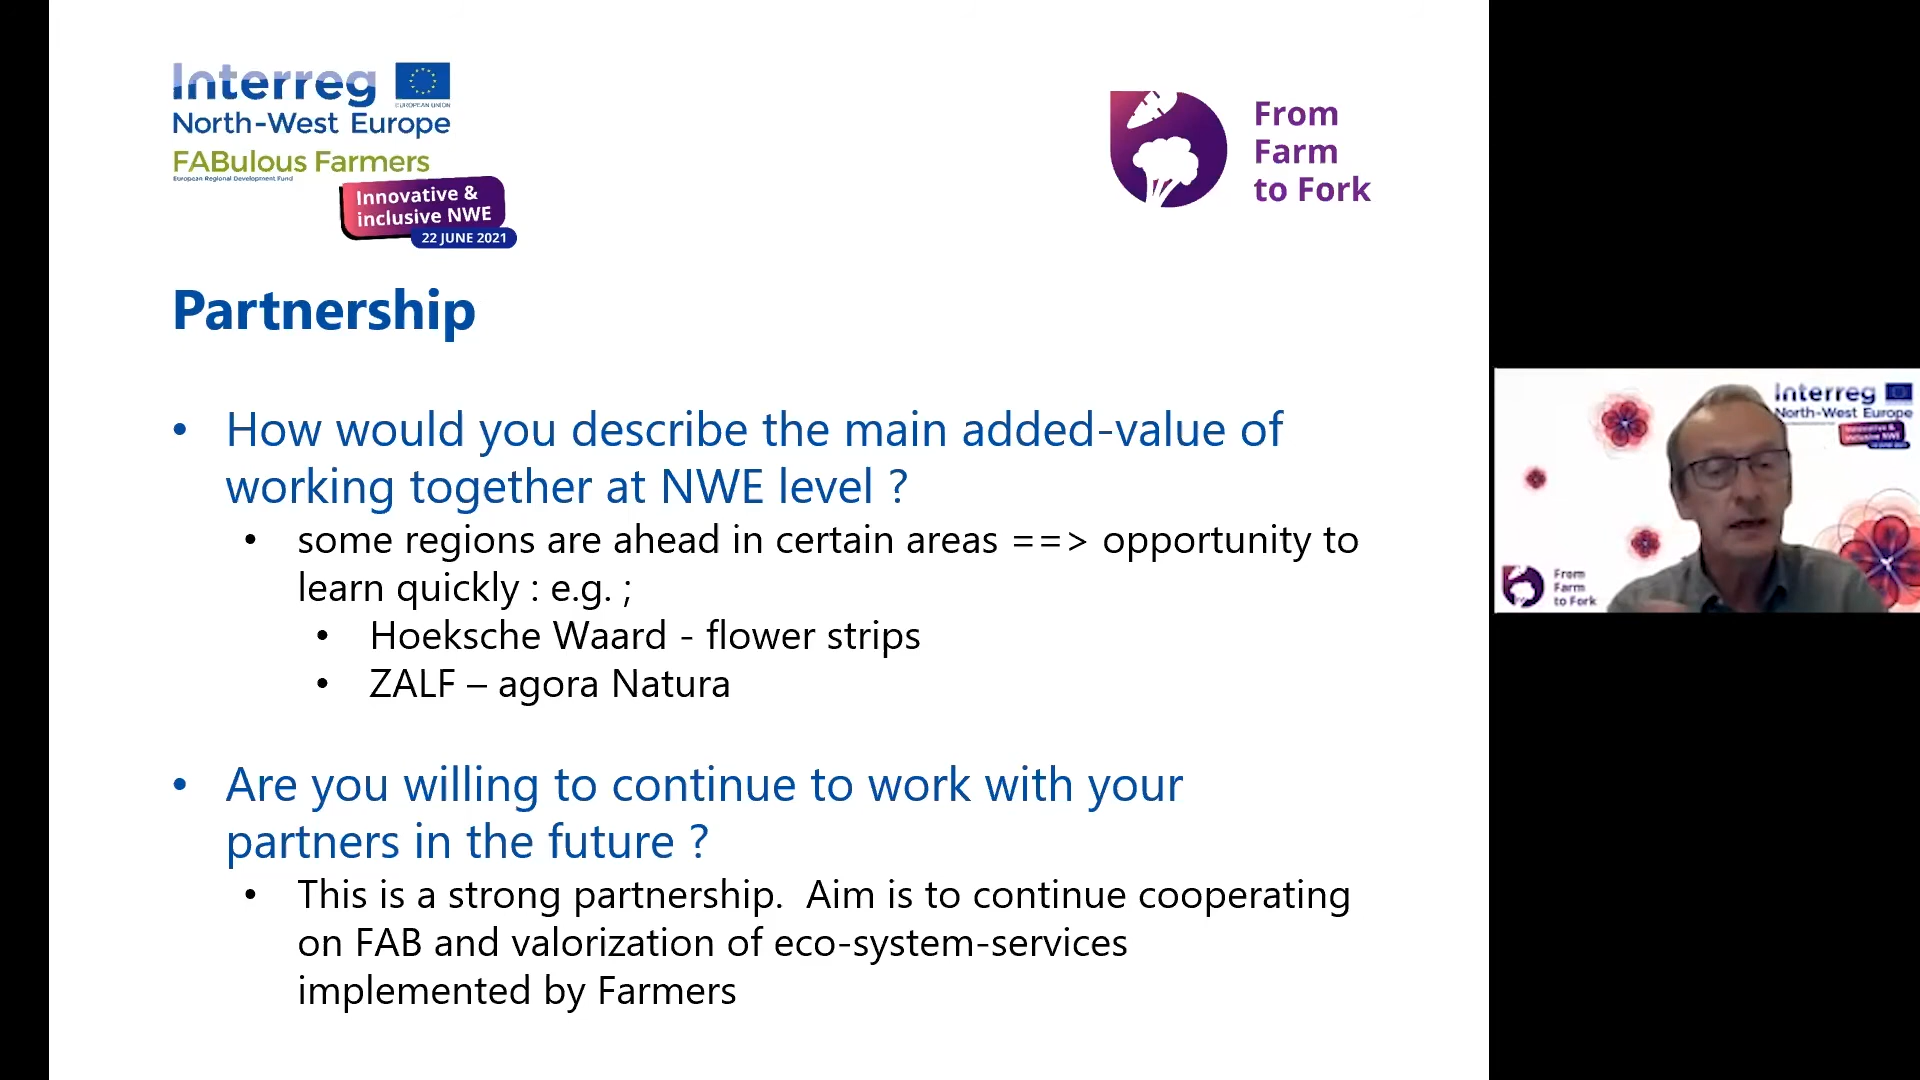 Interreg
EUROPEAN UNION
North-West Europe
FABulous Farmers
European Regional Development Fund
Innovative &
inclusive NWE
22 JUNE 2021
From
Farm
to Fork
Partnership
• How would you describe the main added-value of
working together at NWE level ?
• some regions are ahead in certain areas ==> opportunity to
learn quickly : e.g. ;
• Hoeksche Waard - flower strips
• ZALF – agora Natura
• Are you willing to continue to work with your
partners in the future ?
• This is a strong partnership.  Aim is to continue cooperating
on FAB and valorization of eco-system-services
implemented by Farmers
Interreg
North-West Europe
Innovative &
inclusive NWE
From
Farm
to Fork